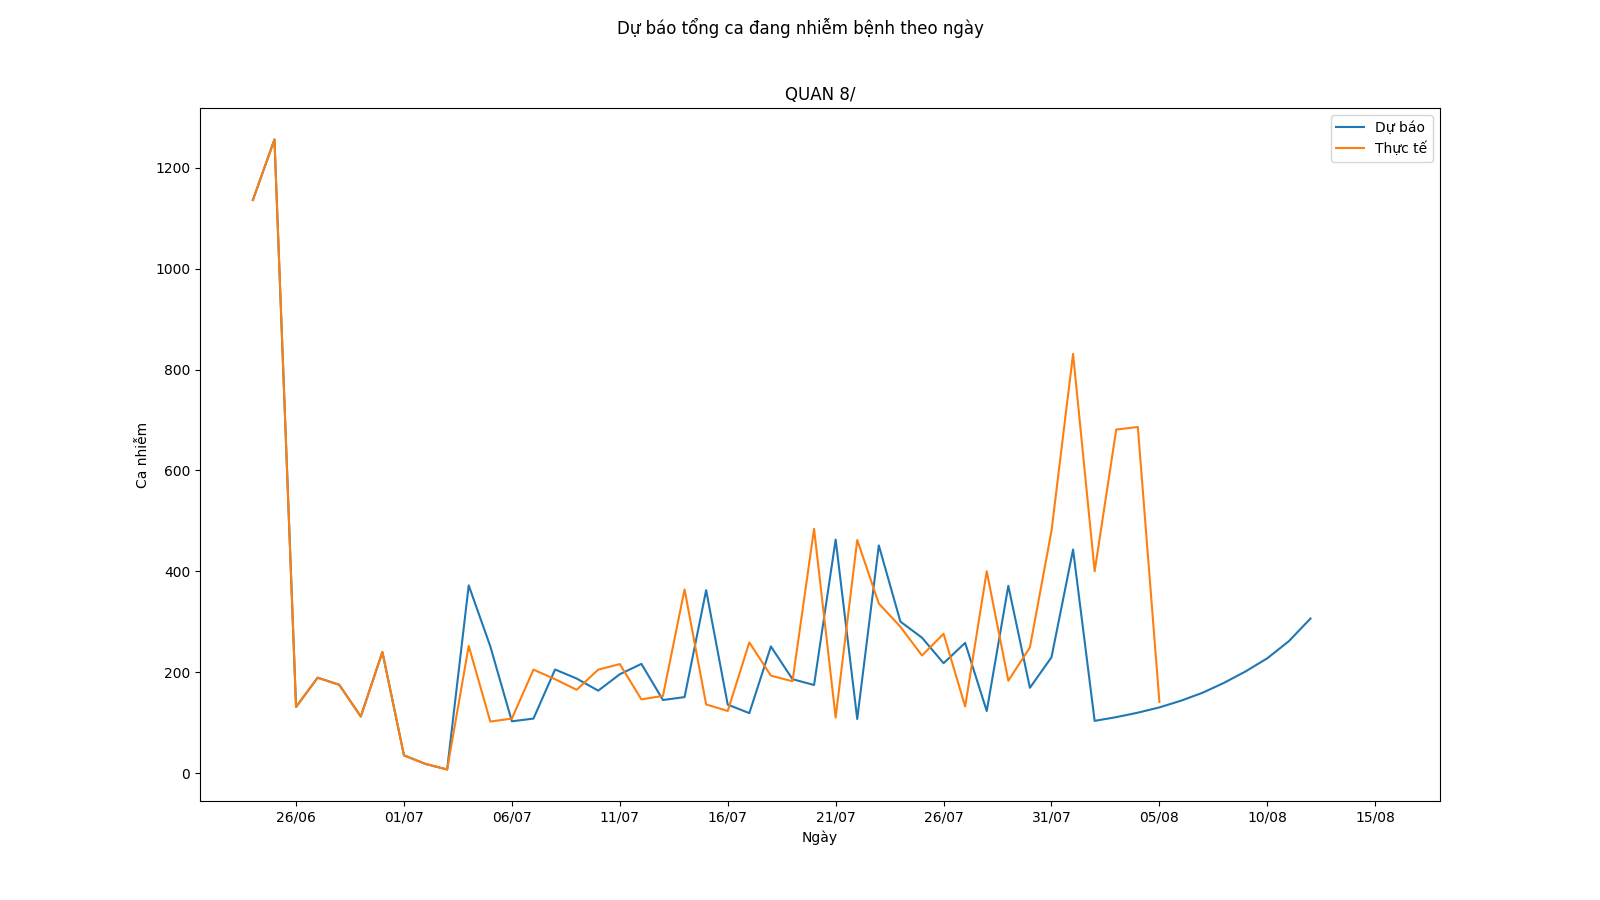 Dự báo tổng ca đang nhiễm bệnh theo ngày
QUAN 8/
Dự báo
Thực tế
1200
1000
800
600
400
200
0
Ca nhiễm
26/06 01/07 06/07 11/07 16/07 21/07 26/07 31/07 05/08 10/08 15/08
Ngày